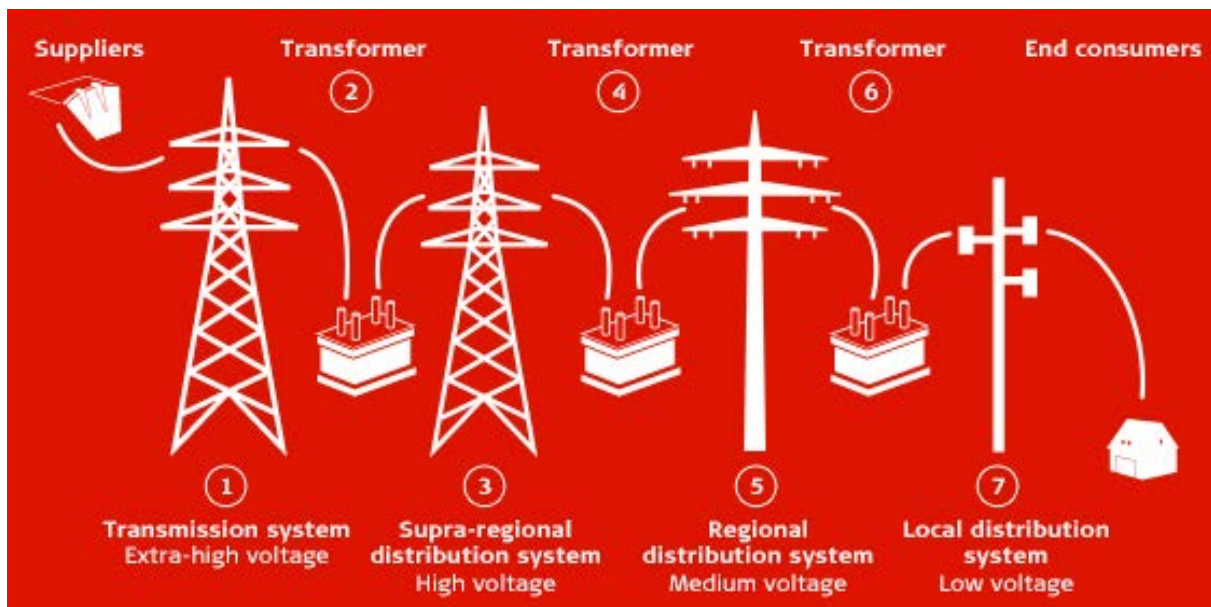 Suppliers
Transformer
Transformer
Transformer
End consumers
2
4
6
1
3
5
7
Transmission system
Extra-high voltage
Supra-regional
distribution system
High voltage
Regional
distribution system
Medium voltage
Local distribution
system
Low voltage